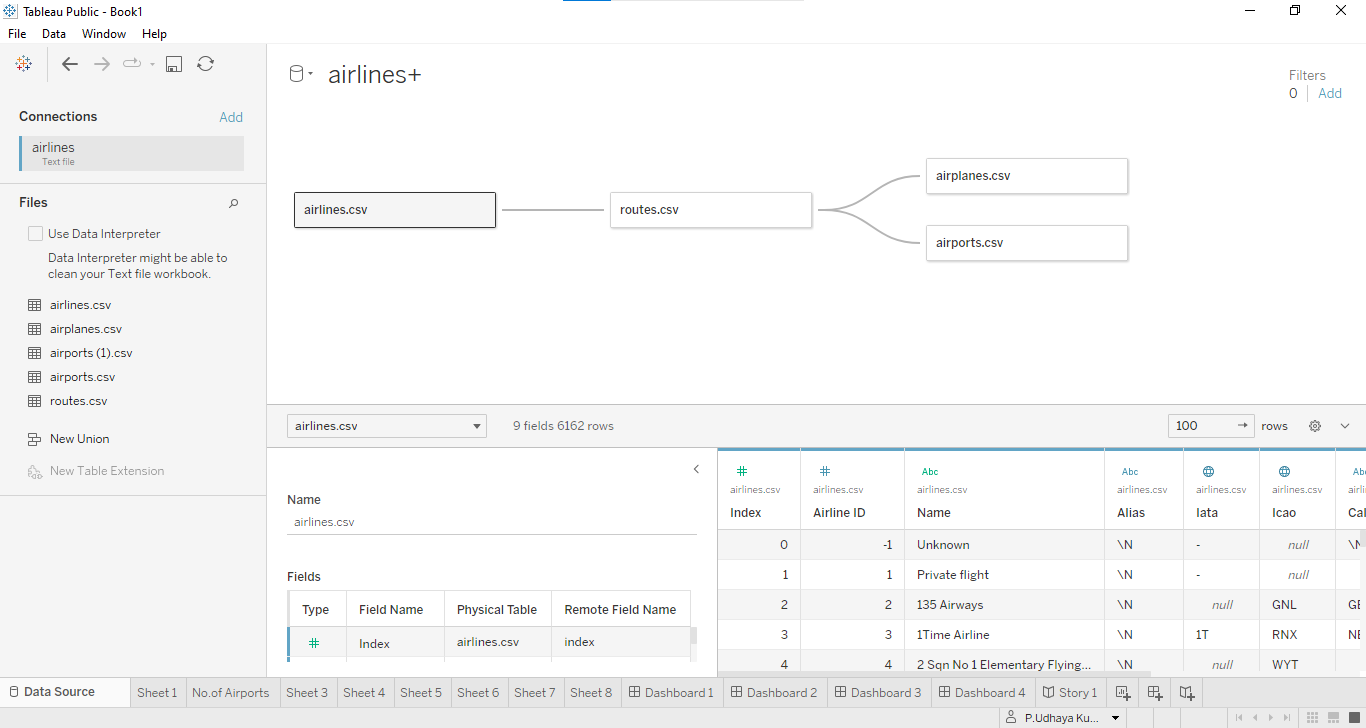 Tableau Public - Book1
File Data Window Help
airlines+
Filters
0 Add
Connections Add
airlines
Text file
Files
Use Data Interpreter
Data Interpreter might be able to
clean your Text file workbook.
airlines.csv
airplanes.csv
airports (1).csv
airports.csv
routes.csv
New Union
New Table Extension
airlines.csv
routes.csv
airplanes.csv
airports.csv
airlines.csv 9 fields 6162 rows 100 rows
Name
airlines.csv
Fields
Type Field Name Physical Table Remote Field Name
# Index airlines.csv index
# # Abc Abc Ab
airlines.csv airlines.csv airlines.csv airlines.csv airlines.csv airlines.csv airli
Index Airline ID Name Alias Iata Icao Cal
0 -1 Unknown \N - null \N
1 1 Private flight \N - null
2 2 135 Airways \N null GNL GE
3 3 1Time Airline \N 1T RNX NE
4 4 2 Sqn No 1 Elementary Flying... \N null WYT
Data Source Sheet 1 No.of Airports Sheet 3 Sheet 4 Sheet 5 Sheet 6 Sheet 7 Sheet 8 Dashboard 1 Dashboard 2 Dashboard 3 Dashboard 4 Story 1
P.Udhaya Ku...